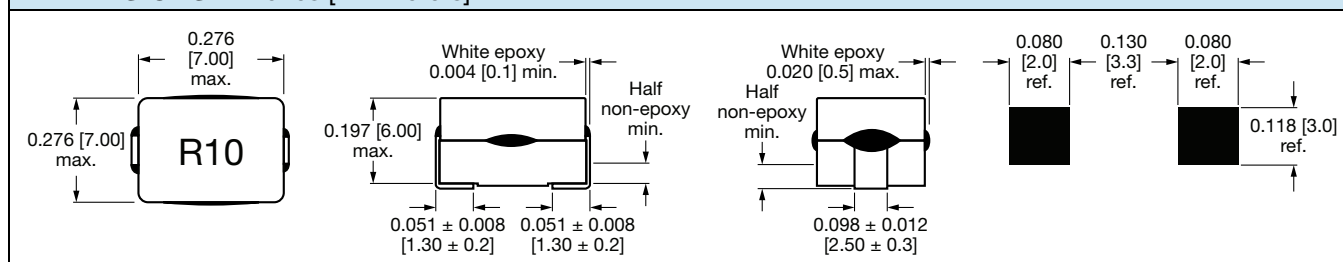 0.276
[7.00]
max.
0.276 [7.00]
max.
R10
White epoxy
0.004 [0.1] min.
Half
non-epoxy
min.
0.197 [6.00]
max.
0.051 ± 0.008
[1.30 ± 0.2]
0.051 ± 0.008
[1.30 ± 0.2]
White epoxy
0.020 [0.5] max.
Half
non-epoxy
min.
0.098 ± 0.012
[2.50 ± 0.3]
0.080
[2.0]
ref.
0.130
[3.3]
ref.
0.080
[2.0]
ref.
0.118 [3.0]
ref.